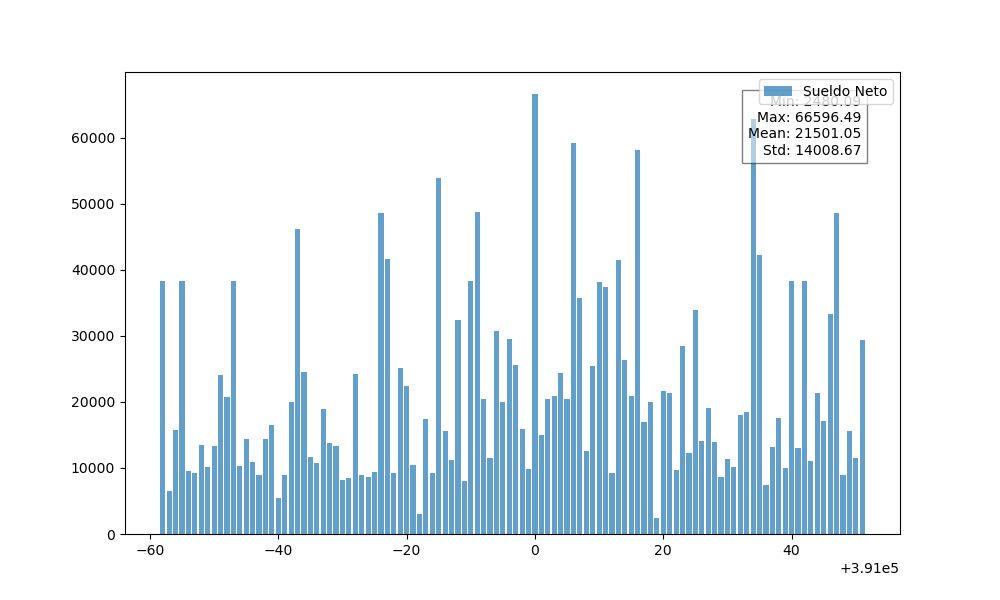 Sueldo Neto
Min: 2480.09
Max: 66596.49
Mean: 21501.05
Std: 14008.67
60000
50000
40000
30000
20000
10000
0
−60 −40 −20 0 20 40
+3.91e5